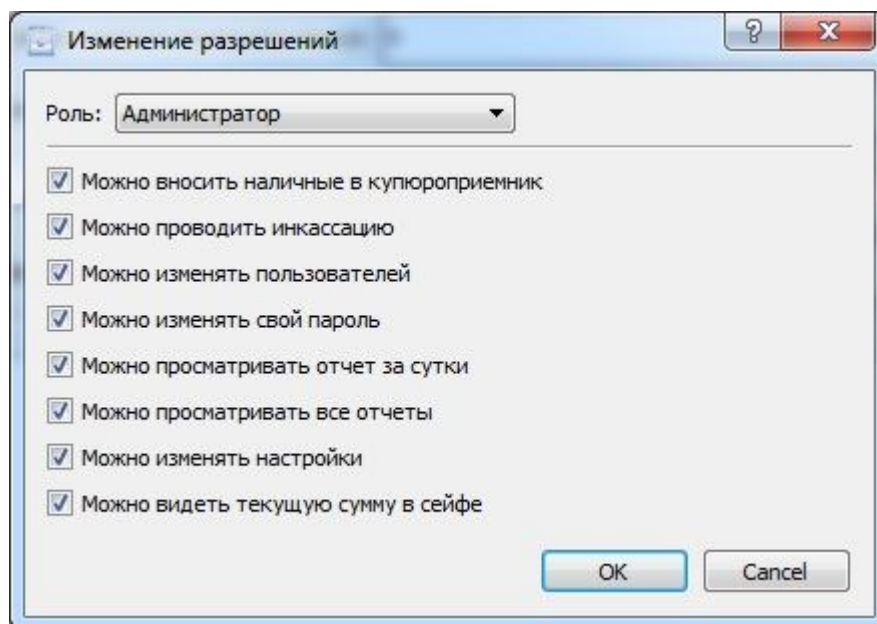 Изменение разрешений
Роль: Администратор
Можно вносить наличные в купюроприемник
Можно проводить инкассацию
Можно изменять пользователей
Можно изменять свой пароль
Можно просматривать отчет за сутки
Можно просматривать все отчеты
Можно изменять настройки
Можно видеть текущую сумму в сейфе
OK Cancel